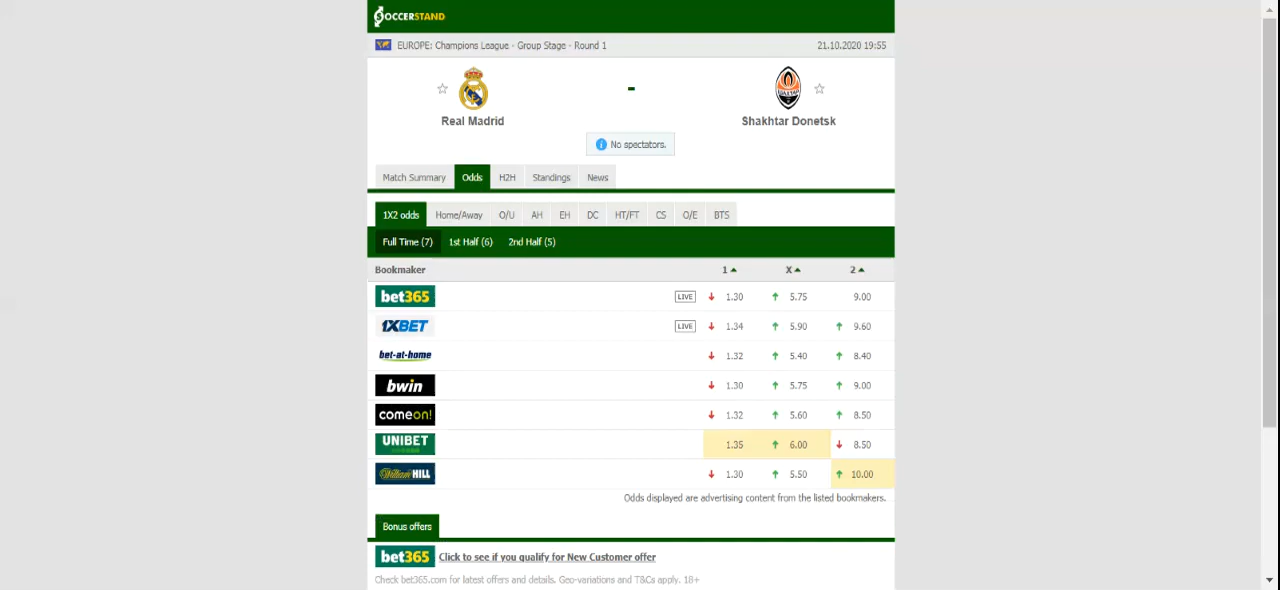 SOCCERSTAND
EUROPE: Champions League - Group Stage - Round 1 21.10.2020 19:55
-
Real Madrid Shakhtar Donetsk
No spectators.
Match Summary Odds H2H Standings News
1X2 odds Home/Away O/U AH EH DC HT/FT CS O/E BTS
Full Time (7) 1st Half (6) 2nd Half (5)
Bookmaker 1 X 2
bet365 LIVE 1.30 5.75 9.00
1XBET LIVE 1.34 5.90 9.60
bet-at-home 1.32 5.40 8.40
bwin 1.30 5.75 9.00
comeon! 1.32 5.60 8.50
UNIBET 1.35 6.00 8.50
William HILL 1.30 5.50 10.00
Odds displayed are advertising content from the listed bookmakers.
Bonus offers
bet365 Click to see if you qualify for New Customer offer
Check bet365.com for latest offers and details. Geo-variations and T&Cs apply. 18+